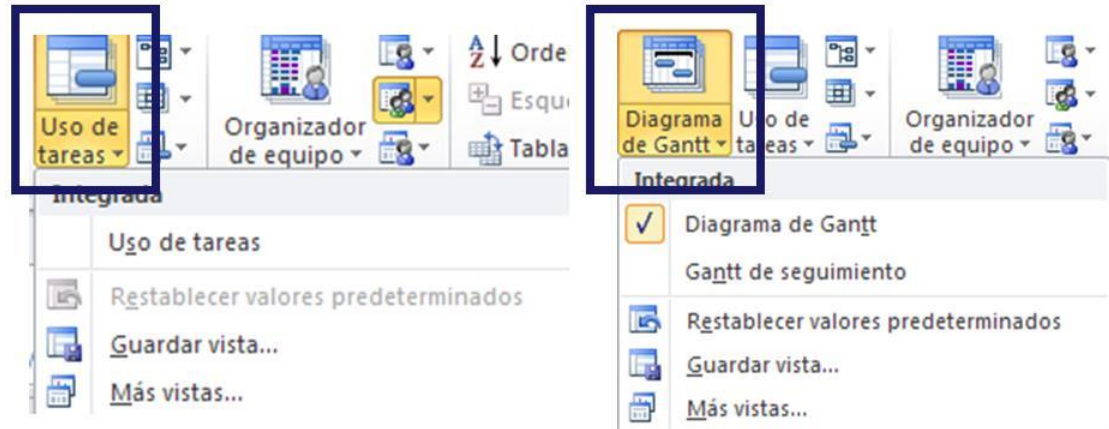 Uso de
tareas
Organizador
de equipo
A
Z
Orde
Esqu
Tabla
Integrada
Uso de tareas
Restablecer valores predeterminados
Guardar vista...
Más vistas...
Diagrama
de Gantt
Uso de
tareas
Organizador
de equipo
Integrada
Diagrama de Gantt
Gantt de seguimiento
Restablecer valores predeterminados
Guardar vista...
Más vistas...